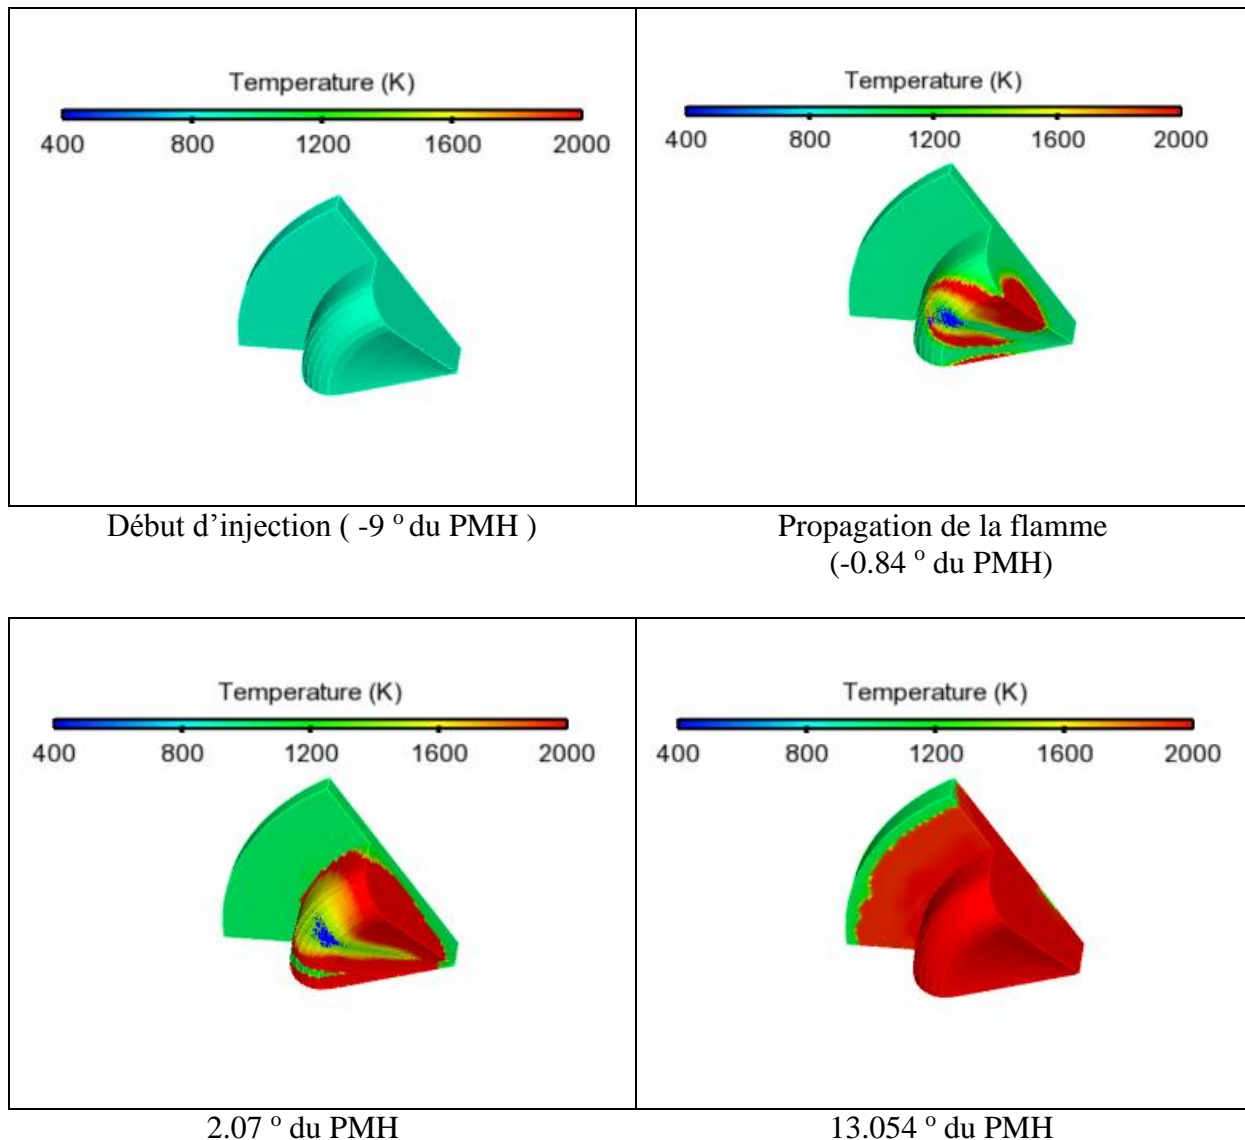 Temperature (K)
400 800 1200 1600 2000
Temperature (K)
400 800 1200 1600 2000
Début d’injection ( -9 º du PMH )
Propagation de la flamme
(-0.84 º du PMH)
Temperature (K)
400 800 1200 1600 2000
Temperature (K)
400 800 1200 1600 2000
2.07 º du PMH
13.054 º du PMH